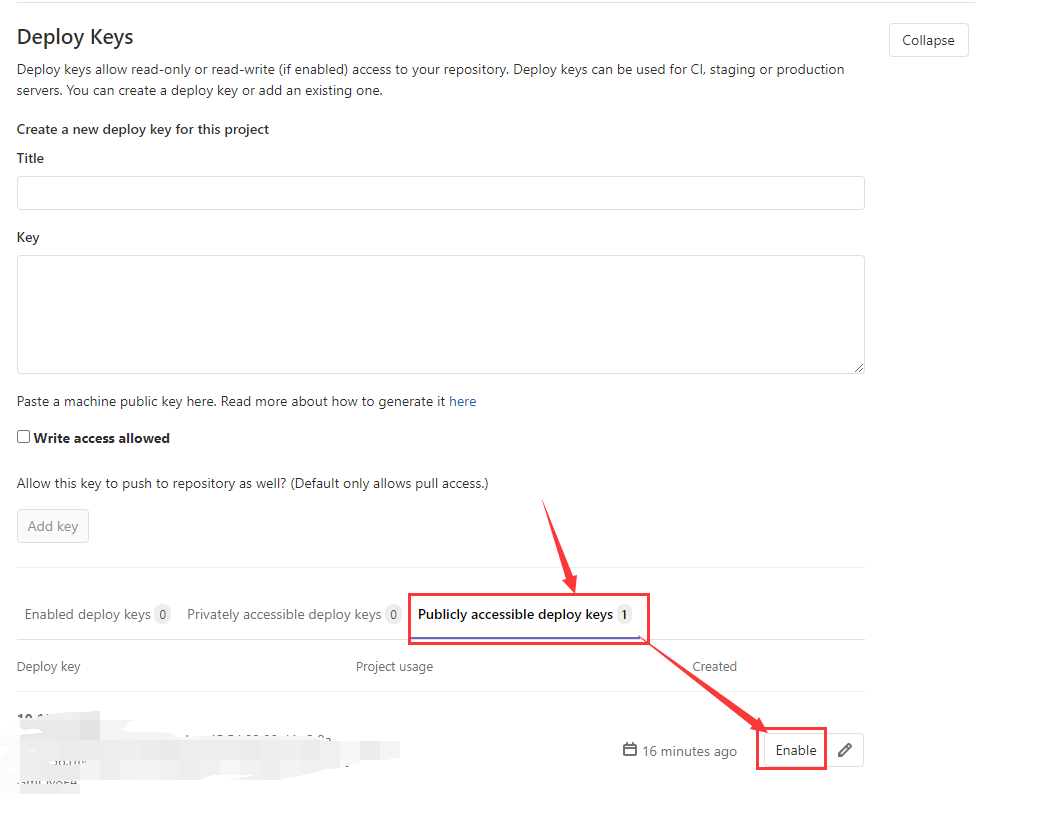 Deploy Keys
Collapse
Deploy keys allow read-only or read-write (if enabled) access to your repository. Deploy keys can be used for CI, staging or production
servers. You can create a deploy key or add an existing one.
Create a new deploy key for this project
Title
Key
Paste a machine public key here. Read more about how to generate it here
Write access allowed
Allow this key to push to repository as well? (Default only allows pull access.)
Add key
Enabled deploy keys 0 Privately accessible deploy keys 0 Publicly accessible deploy keys 1
Deploy key Project usage Created
16 minutes ago Enable